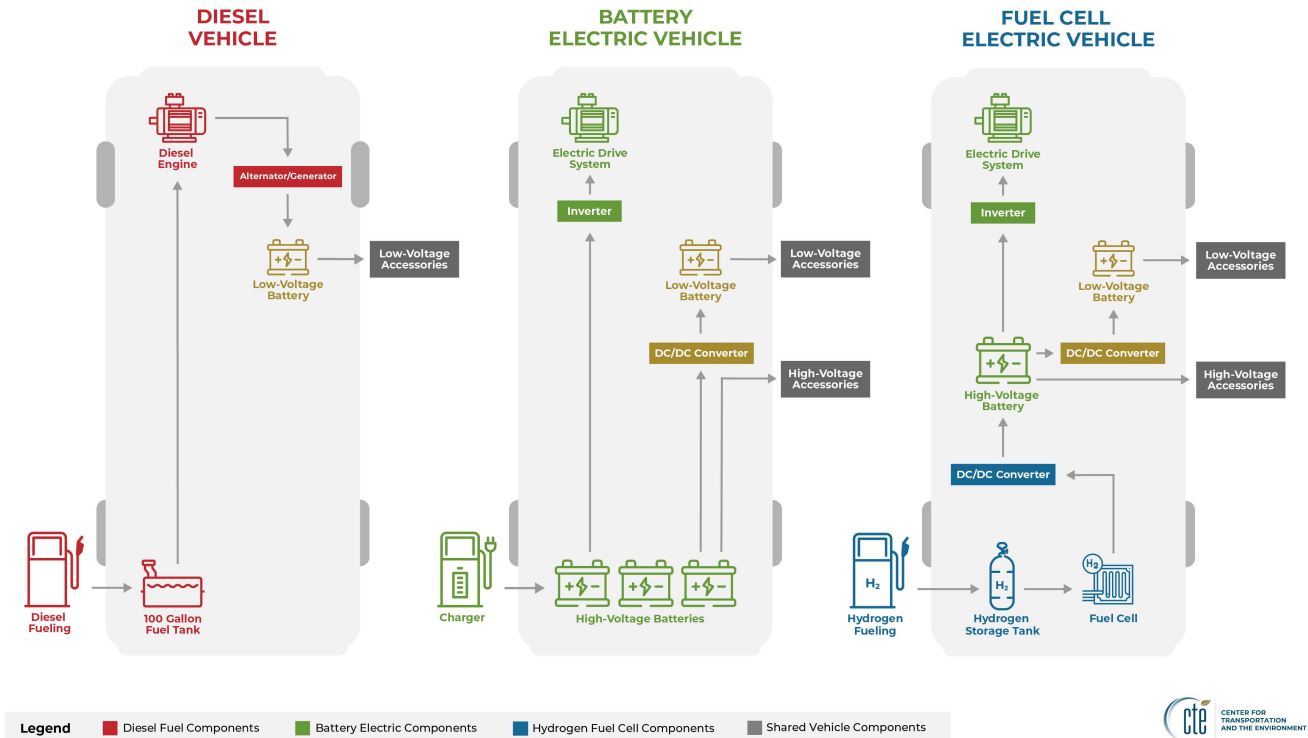 DIESEL
VEHICLE
Diesel
Engine
Alternator/Generator
Low-Voltage
Battery
Low-Voltage
Accessories
Diesel
Fueling
100 Gallon
Fuel Tank
BATTERY
ELECTRIC VEHICLE
Electric Drive
System
Inverter
Low-Voltage
Battery
Low-Voltage
Accessories
DC/DC Converter
High-Voltage
Accessories
Charger
High-Voltage Batteries
FUEL CELL
ELECTRIC VEHICLE
Electric Drive
System
Inverter
Low-Voltage
Battery
Low-Voltage
Accessories
DC/DC Converter
High-Voltage
Battery
High-Voltage
Accessories
DC/DC Converter
H₂
Hydrogen
Fueling
H₂
Hydrogen
Storage Tank
H₂
Fuel Cell
Legend
Diesel Fuel Components
Battery Electric Components
Hydrogen Fuel Cell Components
Shared Vehicle Components
cte
CENTER FOR
TRANSPORTATION
AND THE ENVIRONMENT